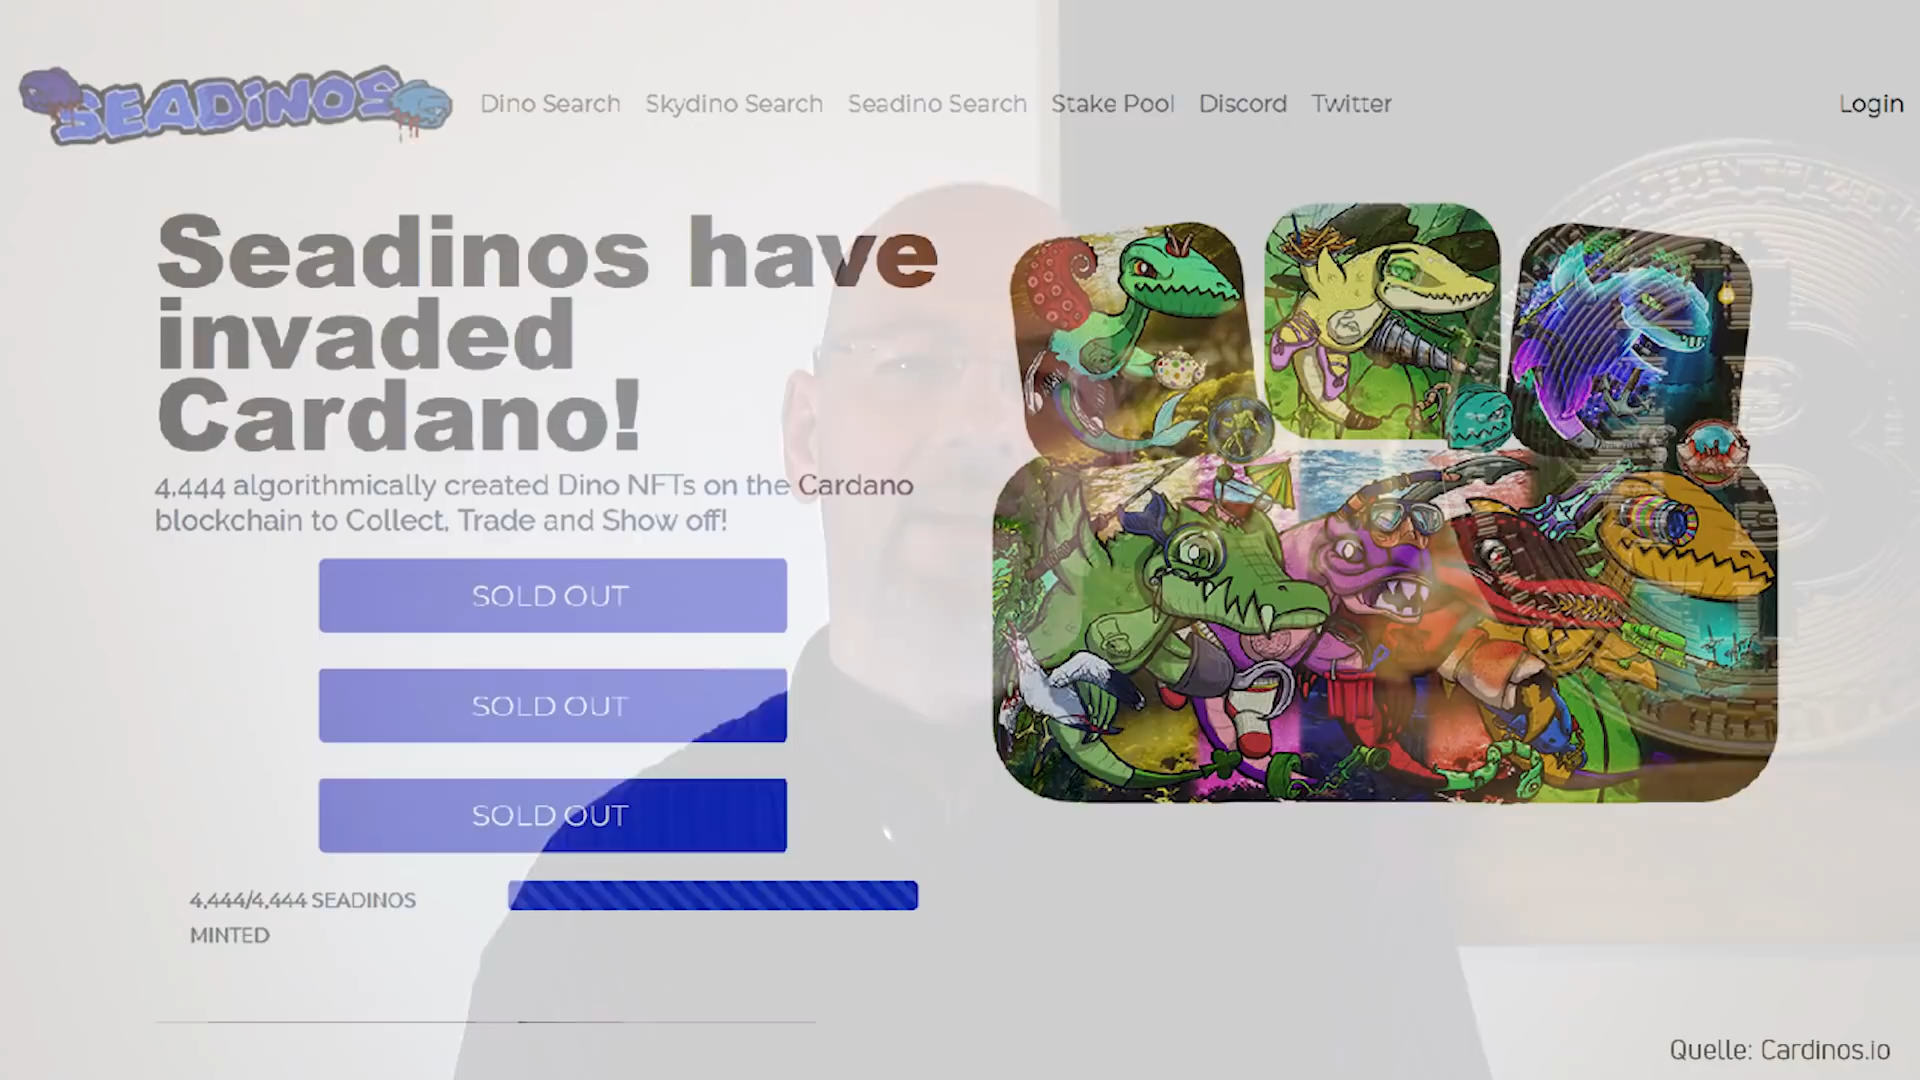 SEADINOS
Dino Search Skydino Search Seadino Search Stake Pool Discord Twitter Login
Seadinos have
invaded
Cardano!
4,444 algorithmically created Dino NFTs on the Cardano
blockchain to Collect, Trade and Show off!
SOLD OUT
SOLD OUT
SOLD OUT
4,444/4,444 SEADINOS
MINTED
Quelle: Cardinos.io